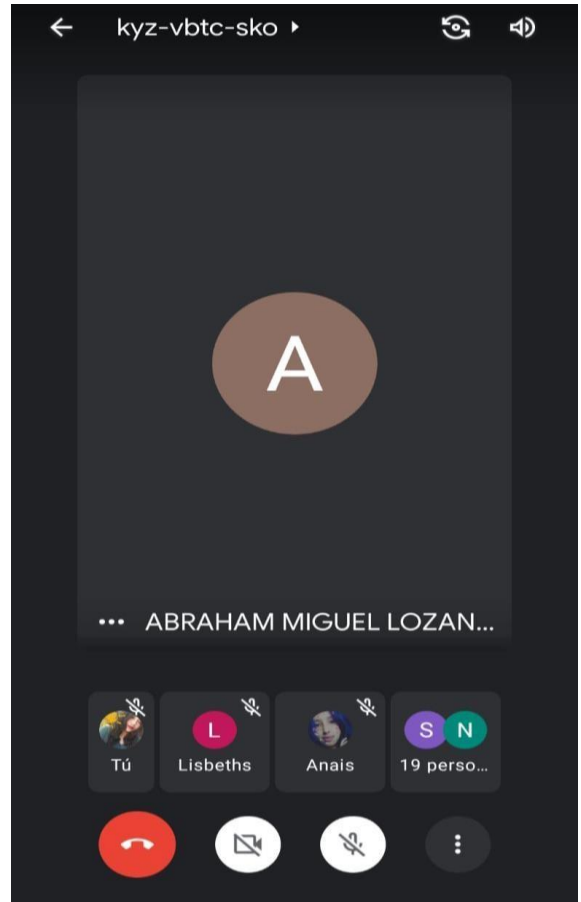 kyz-vbtc-sko
A
ABRAHAM MIGUEL LOZAN...
L
S N
Tú Lisbeths Anais 19 perso...